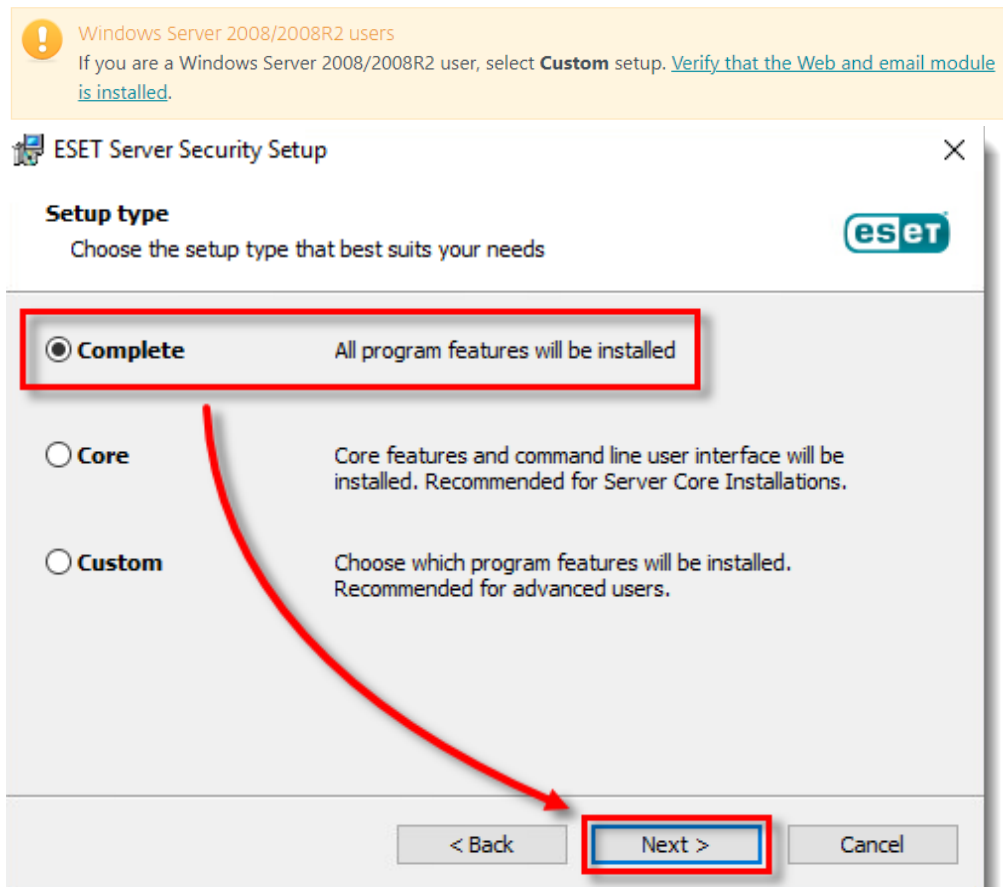 Windows Server 2008/2008R2 users
If you are a Windows Server 2008/2008R2 user, select Custom setup. Verify that the Web and email module
is installed.
ESET Server Security Setup
Setup type
Choose the setup type that best suits your needs
eset
Complete
All program features will be installed
Core
Core features and command line user interface will be
installed. Recommended for Server Core Installations.
Custom
Choose which program features will be installed.
Recommended for advanced users.
< Back
Next >
Cancel